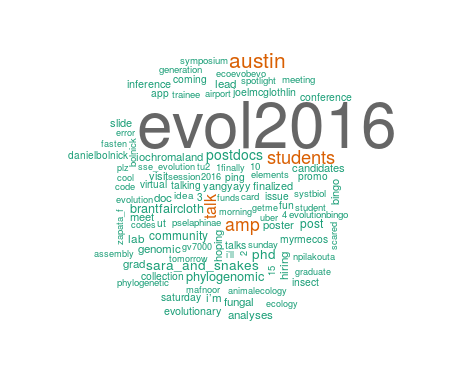 symposium austin
generation ecoevobevo
inference coming lead spotlight meeting
app trainee airport joelmcglothlin conference
slide evol2016
error
fasten
danielbolnick bolnick iochromaland postdocs students
plz sse_evolution tu2 1finally 10 candidates
cool visit session2016 ping elements promo
code virtual talking yangyayy finalized bingo
evolution doc idea 3 talk funds card issue systbiol
brantfaircloth morning getme fun student
meet uber 4 evolutionbingo
zapata_f codes ut pselaphinae amp poster post
lab community hoping talks sunday myrmecos scared
assembly genomic gv7000 i'll 2 phd npilakouta
tomorrow
grad sara_and_snakes 15 hiring graduate
collection phylogenomic insect
phylogenetic mafnoor animalecology
saturday i'm fungal ecology
evolutionary analyses